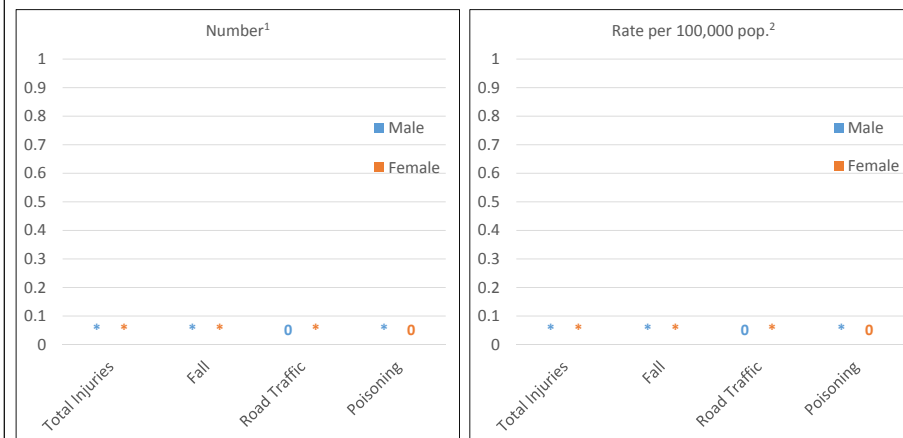 Number¹
1
0.9
0.8
0.7
0.6
0.5
0.4
0.3
0.2
0.1
0
Male
Female
* * * * 0 * * 0
Total Injuries
Fall
Road Traffic
Poisoning
Rate per 100,000 pop.²
1
0.9
0.8
0.7
0.6
0.5
0.4
0.3
0.2
0.1
0
Male
Female
* * * * 0 * * 0
Total Injuries
Fall
Road Traffic
Poisoning